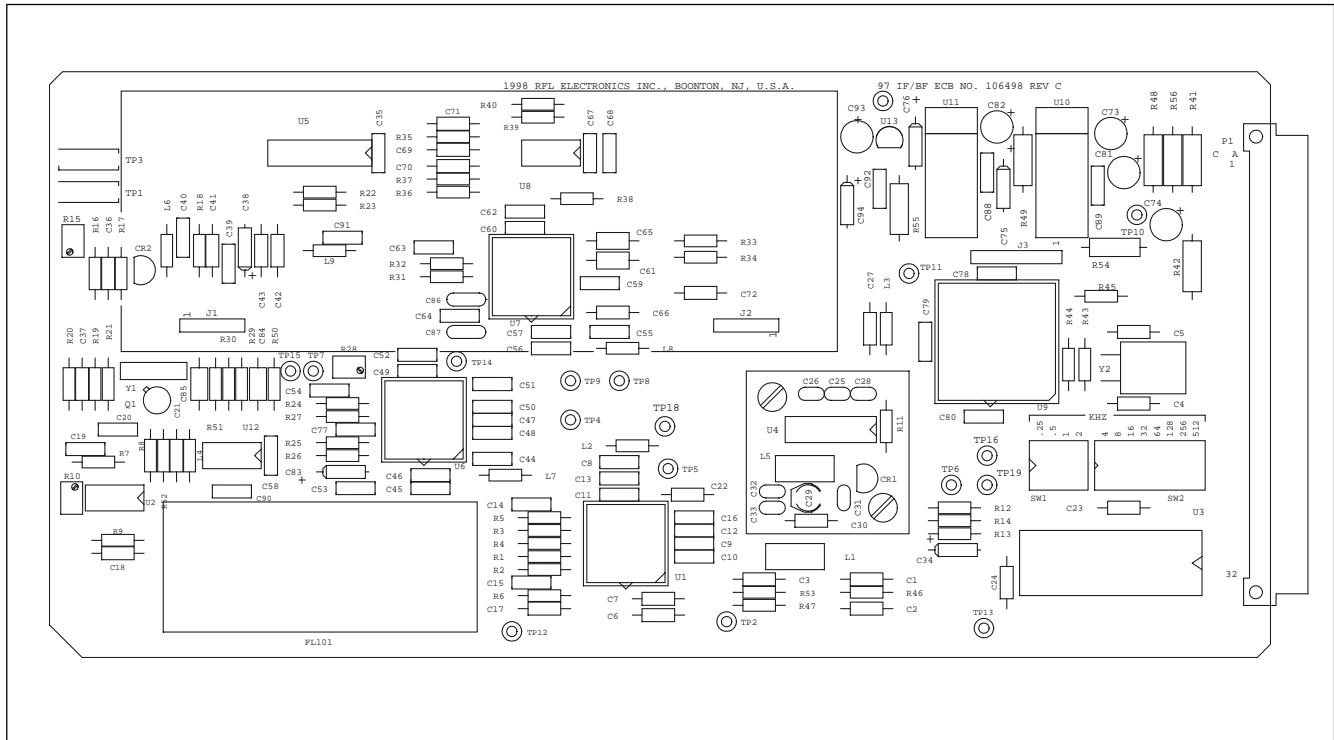 1998 RFL ELECTRONICS INC., BOONTON, NJ, U.S.A.
97 IF/BF ECB NO. 106498 REV C
U5
C35
C71
R40
R39
C67
C68
R35
C69
C70
R37
R36
U8
R38
C93
U13
C76
U11
C82
U10
C73
R48
R56
R41
P1
C A
1
TP3
TP1
R22
R23
C91
L9
L6
C40
R18
C41
C39
C38
C43
C42
R15
R16
C36
R17
CR2
C62
C60
C63
R32
R31
C86
C64
C87
U7
C65
C61
C59
C66
C57
C56
C55
L8
R33
R34
C72
J2
1
C92
C94
R55
C88
C75
R49
C81
C89
C74
TP10
R54
R42
J3
1
TP11
C78
C27
L3
C79
R45
R44
R43
C5
Y2
C4
1
J1
R30
R20
C37
R19
R21
R29
C84
R50
TP15
TP7
R28
C52
C49
TP14
TP9
TP8
TP4
TP18
TP5
Y1
Q1
C21
C85
C54
R24
R27
C77
R25
R26
C83
C53
C51
C50
C47
C48
C44
C46
C45
U6
L7
C20
C19
R7
R8
L4
R51
U12
R10
U2
R52
C58
C90
R9
C18
FL101
C14
R5
R3
R4
R1
R2
C15
R6
C17
TP12
L2
C8
C13
C11
C22
C16
C12
C9
C10
U1
C7
C6
TP2
C26
C25
C28
U4
R11
L5
C32
C33
C29
C31
C30
CR1
L1
C3
R53
R47
C1
R46
C2
C80
U9
KHZ
.25
.5
1
2
4
8
16
32
64
128
256
512
SW1
SW2
TP16
TP6
TP19
C23
U3
R12
R14
R13
C34
C24
TP13
32